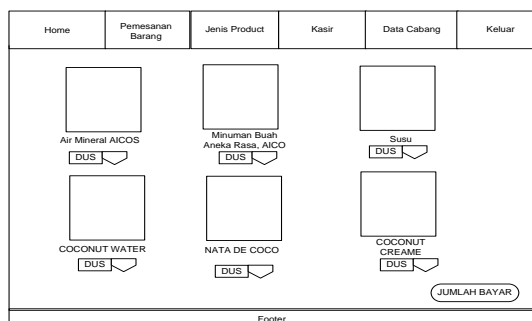 Home
Pemesanan
Barang
Jenis Product
Kasir
Data Cabang
Keluar
Air Mineral AICOS
DUS
Minuman Buah
Aneka Rasa, AICO
DUS
Susu
DUS
COCONUT WATER
DUS
NATA DE COCO
DUS
COCONUT
CREAME
DUS
JUMLAH BAYAR
Footer